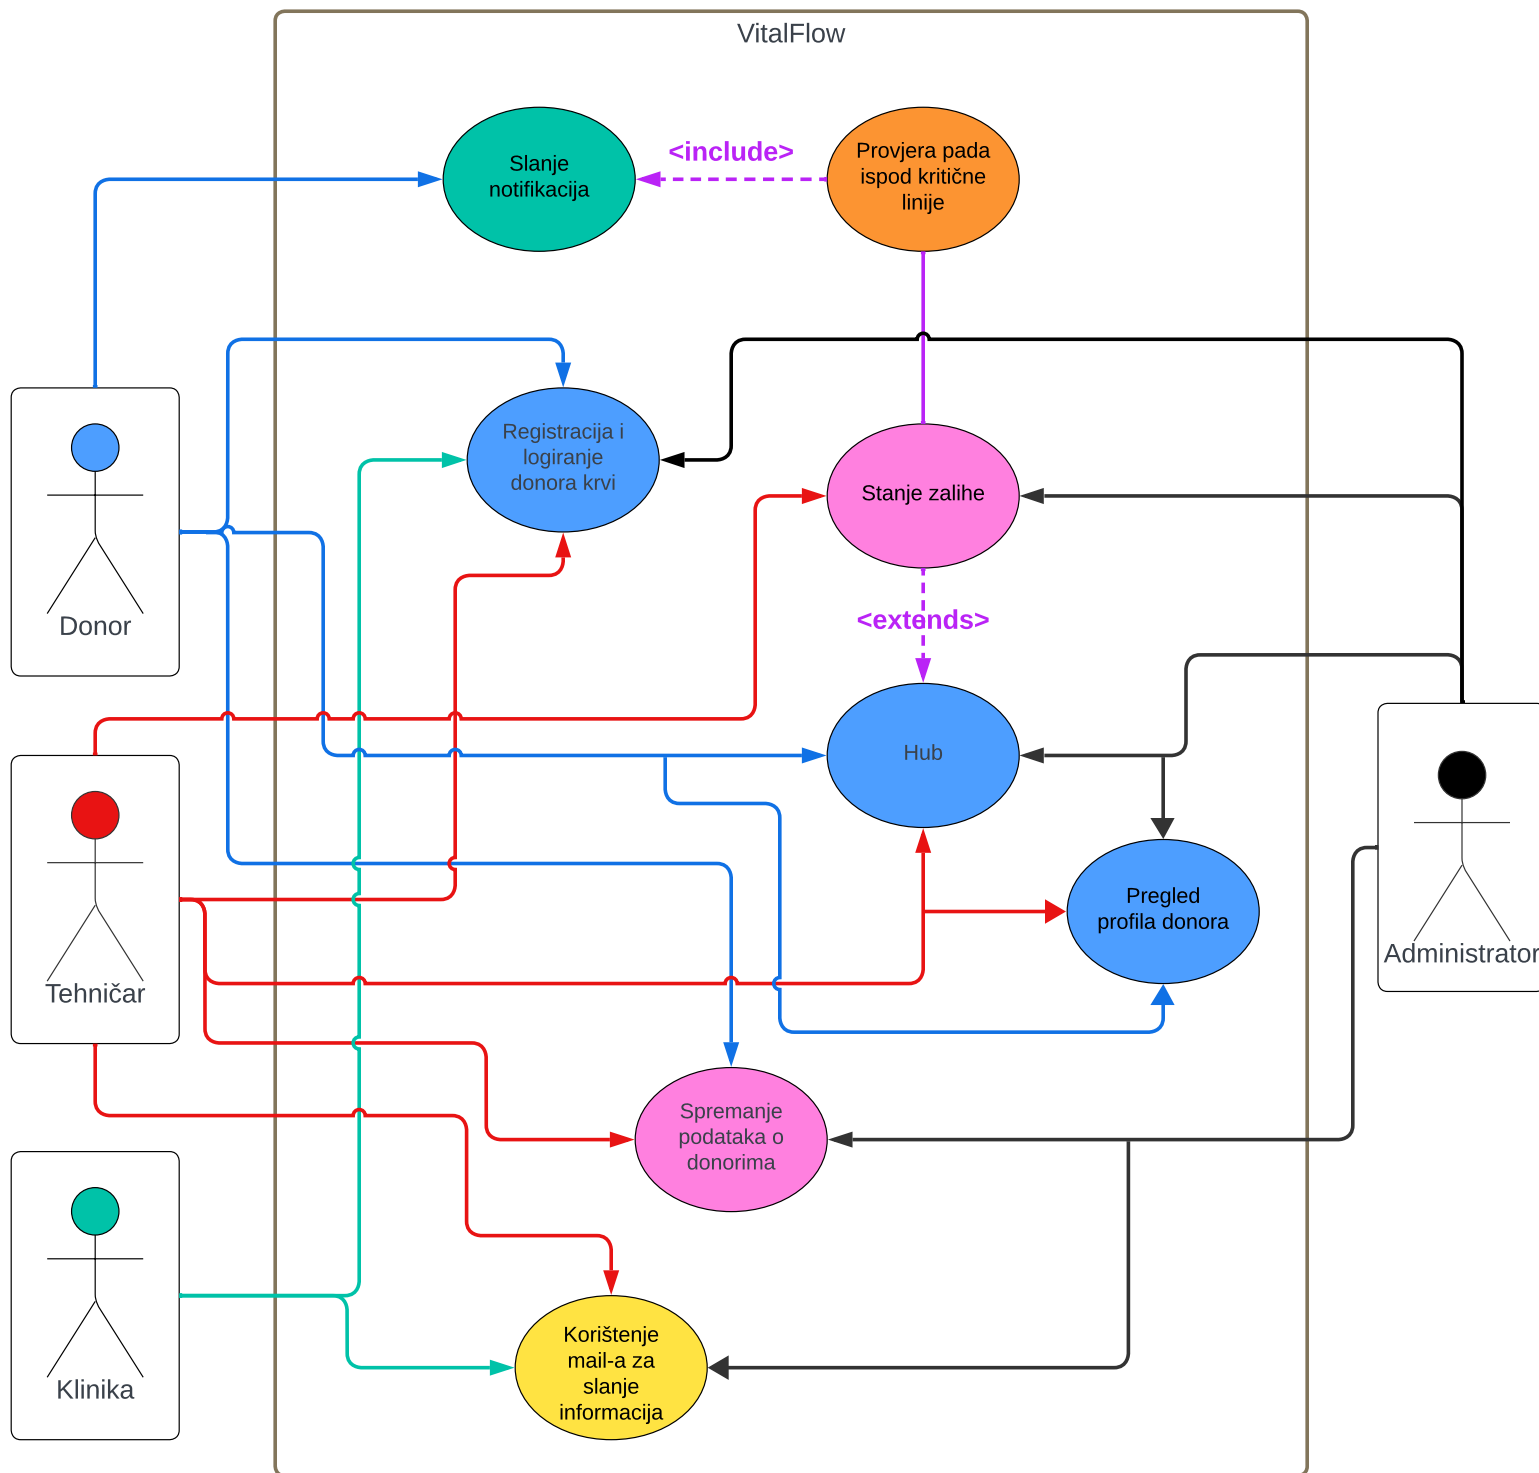 VitalFlow
Slanje
notifikacija
<include>
Provjera pada
ispod kritične
linije
Registracija i
logiranje
donora krvi
Stanje zalihe
<extends>
Donor
Hub
Pregled
profila donora
Tehničar
Administrator
Spremanje
podataka o
donorima
Klinika
Korištenje
mail-a za
slanje
informacija